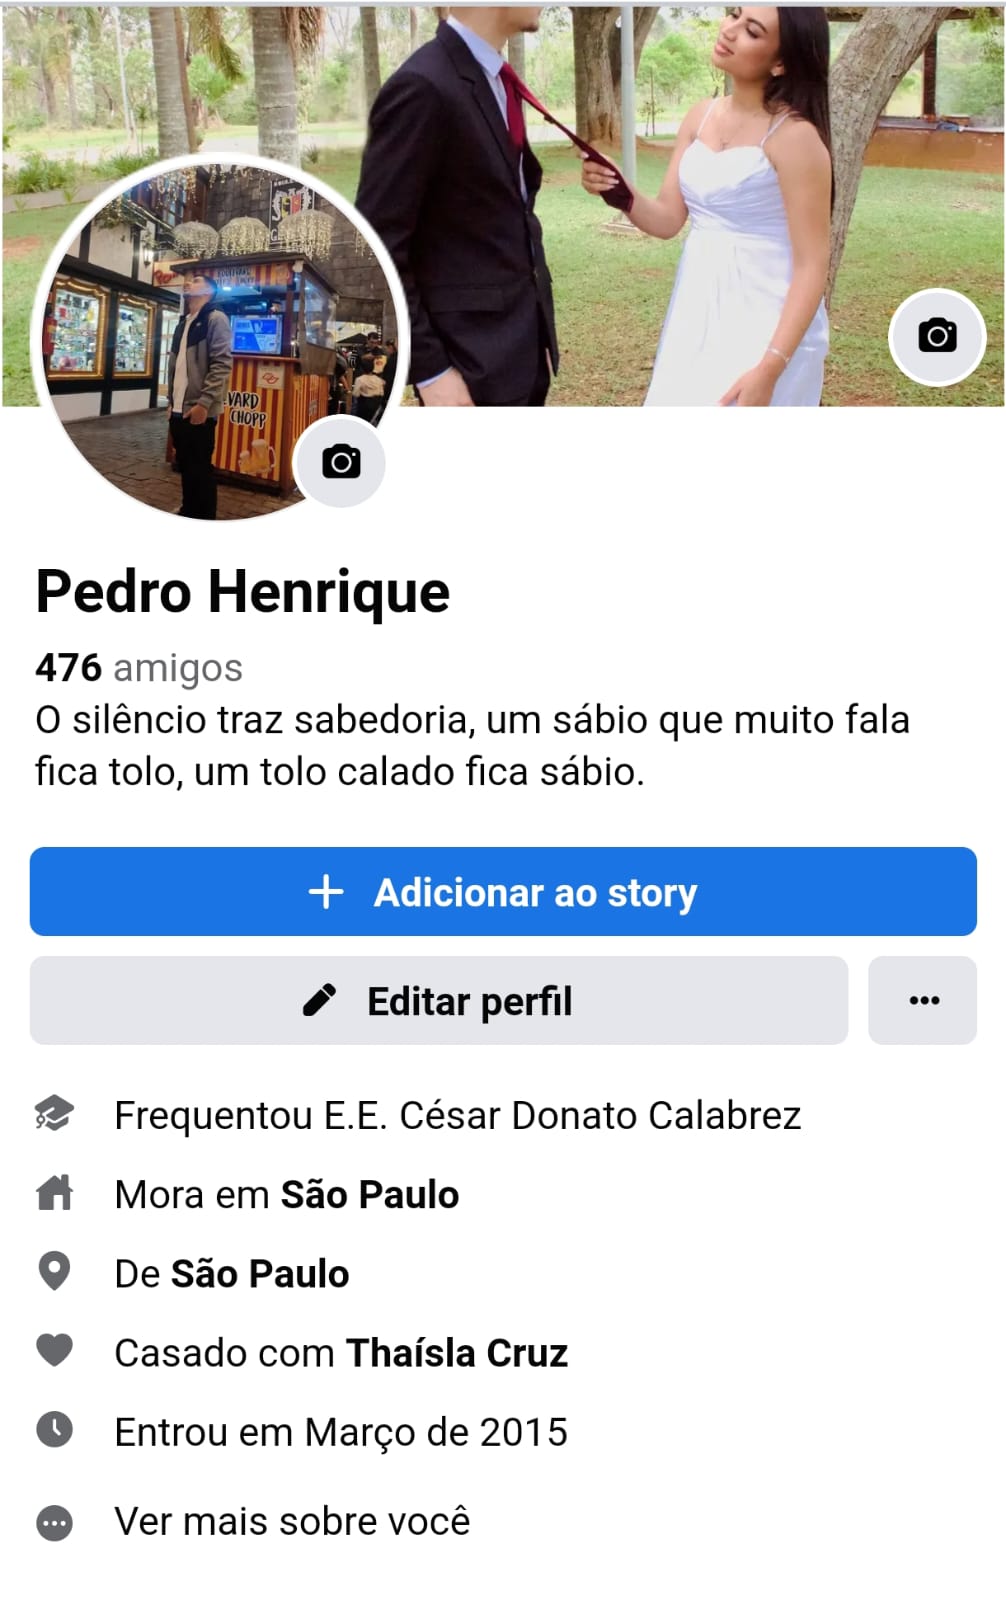 VARD
CHOPP
Pedro Henrique
476 amigos
O silêncio traz sabedoria, um sábio que muito fala
fica tolo, um tolo calado fica sábio.
Adicionar ao story
Editar perfil
Frequentou E.E. César Donato Calabrez
Mora em São Paulo
De São Paulo
Casado com Thaísla Cruz
Entrou em Março de 2015
Ver mais sobre você